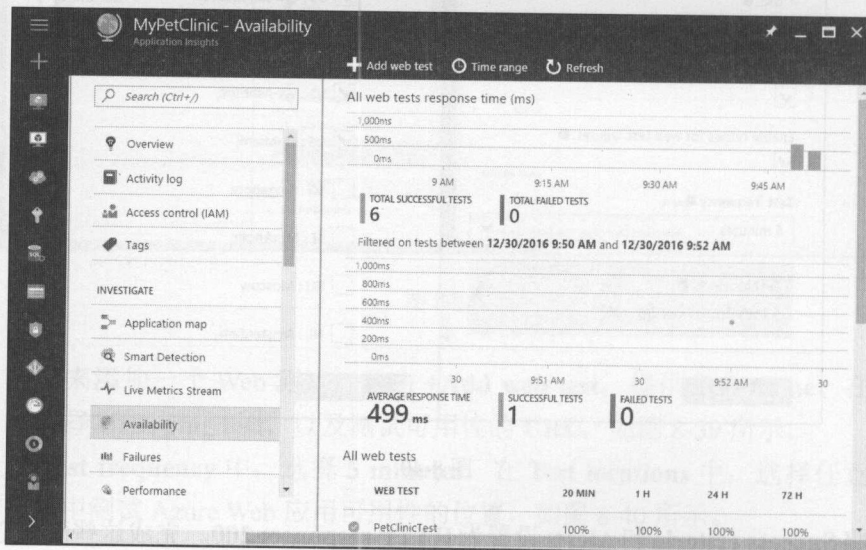 MyPetClinic - Availability
Application Insights
Add web test
Time range
Refresh
Search (Ctrl+/)
Overview
Activity log
Access control (IAM)
Tags
INVESTIGATE
Application map
Smart Detection
Live Metrics Stream
Availability
Failures
Performance
All web tests response time (ms)
1,000ms
500ms
0ms
9 AM 9:15 AM 9:30 AM 9:45 AM
TOTAL SUCCESSFUL TESTS
6
TOTAL FAILED TESTS
0
Filtered on tests between 12/30/2016 9:50 AM and 12/30/2016 9:52 AM
1,000ms
800ms
600ms
400ms
200ms
0ms
30 9:51 AM 30 9:52 AM 30
AVERAGE RESPONSE TIME
499 ms
SUCCESSFUL TESTS
1
FAILED TESTS
0
All web tests
WEB TEST 20 MIN 1 H 24 H 72 H
PetClinicTest 100% 100% 100% 100%